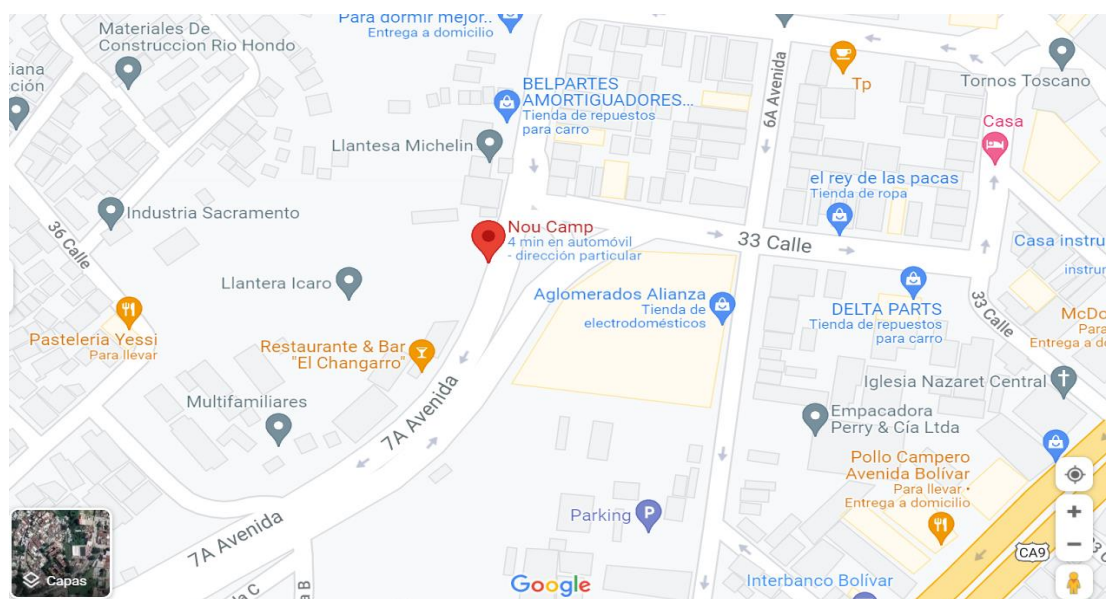 Para dormir mejor..
Entrega a domicilio
Materiales De
Construccion Rio Hondo
ción
BELPARTES
AMORTIGUADORES...
Tienda de repuestos
para carro
Llantesa Michelin
6A Avenida
Tp
Tornos Toscano
Casa
el rey de las pacas
Tienda de ropa
Industria Sacramento
36 Calle
Nou Camp
4 min en automóvil
- dirección particular
33 Calle
Casa instru
instrum
Llantera Icaro
Aglomerados Alianza
Tienda de
electrodomésticos
DELTA PARTS
Tienda de repuestos
para carro
33 Calle
McDo
Para
Entrega a do
Pasteleria Yessi
Para llevar
Restaurante & Bar
"El Changarro"
Iglesia Nazaret Central
Multifamiliares
7A Avenida
Empacadora
Perry & Cía Ltda
Pollo Campero
Avenida Bolívar
Para llevar •
Entrega a domicilio
Parking
P
7A Avenida
CA9
Capas
Google
Interbanco Bolívar